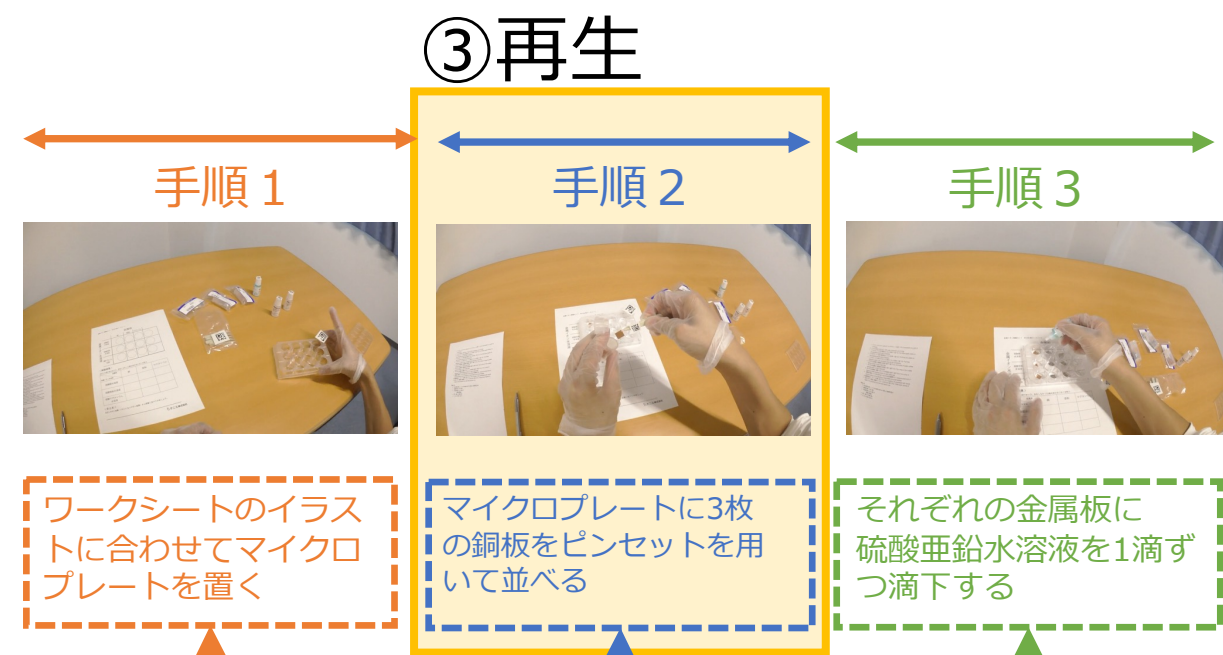 ③再生
手順1
手順2
手順3
ワークシートのイラス
トに合わせてマイクロ
プレートを置く
マイクロプレートに3枚
の銅板をピンセットを用
いて並べる
それぞれの金属板に
硫酸亜鉛水溶液を1滴ず
つ滴下する